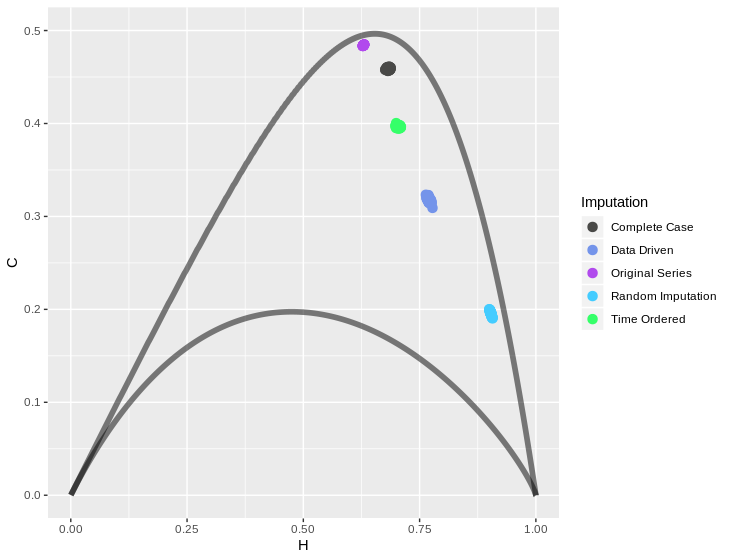 0.5
0.4
0.3
0.2
0.1
0.0
C
0.00
0.25
0.50
0.75
1.00
H
Imputation
Complete Case
Data Driven
Original Series
Random Imputation
Time Ordered